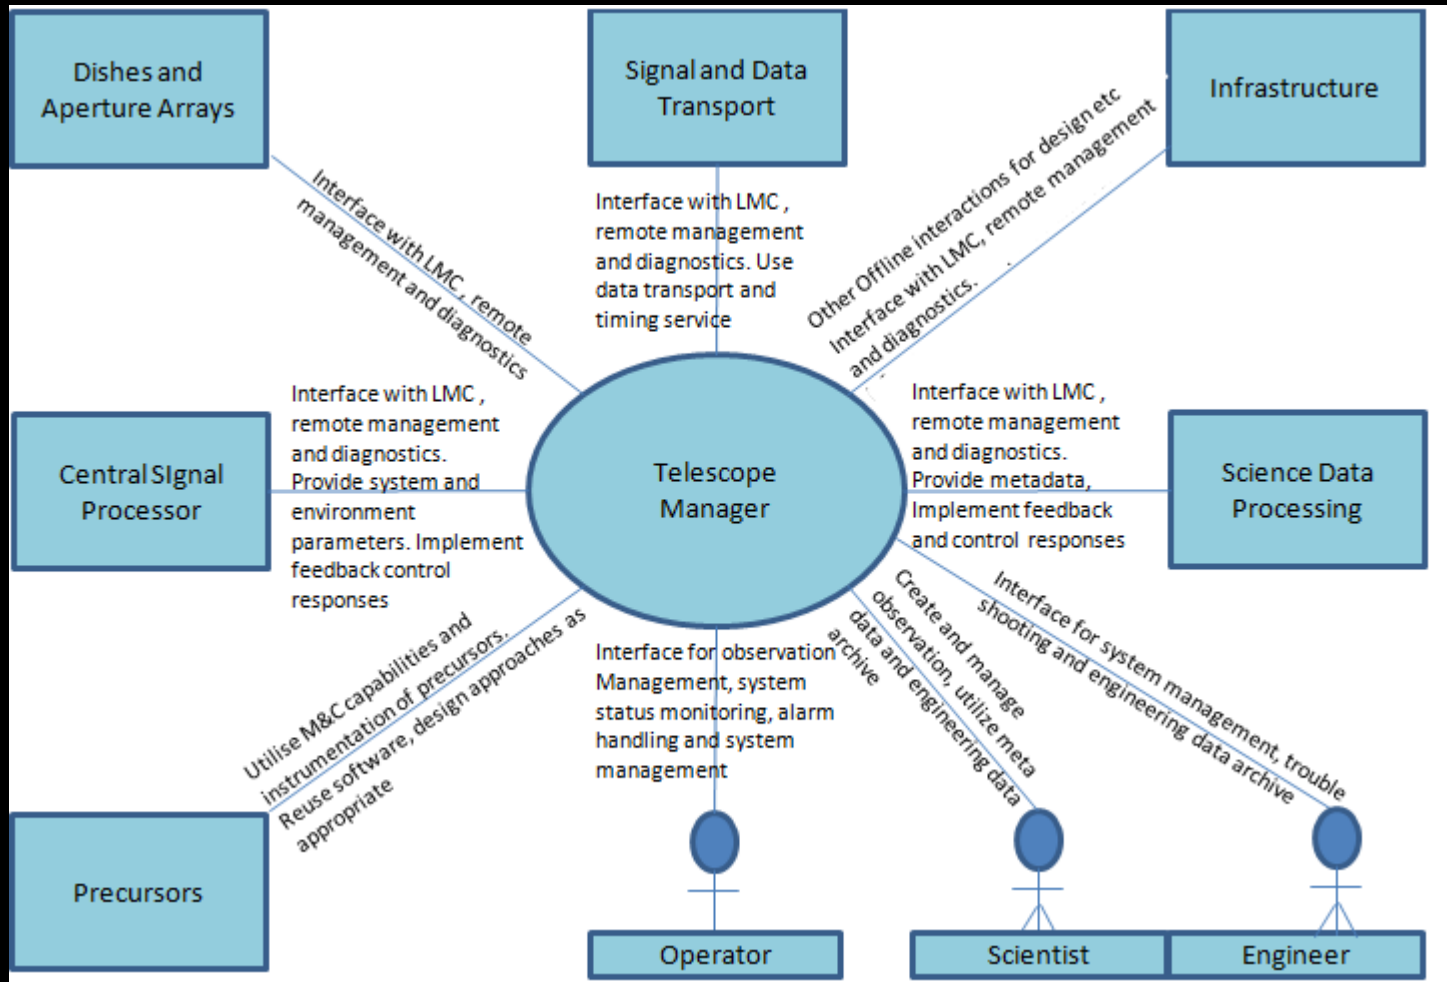 Dishes and
Aperture Arrays
Signal and Data
Transport
Infrastructure
Interface with LMC , remote
management and diagnostics
Interface with LMC ,
remote management
and diagnostics. Use
data transport and
timing service
Other Offline interactions for design etc
Interface with LMC, remote management
and diagnostics.
Central SIgnal
Processor
Interface with LMC ,
remote management
and diagnostics.
Provide system and
environment
parameters. Implement
feedback control
responses
Telescope
Manager
Interface with LMC ,
remote management
and diagnostics.
Provide metadata,
Implement feedback
and control responses
Science Data
Processing
Utilise M&C capabilities and
instrumentation of precursors.
Reuse software, design approaches as
appropriate
Interface for observation
Management, system
status monitoring, alarm
handling and system
management
Create and manage
observation, utilize meta
data and engineering data
archive
Interface for system management, trouble
shooting and engineering data archive
Precursors
Operator
Scientist
Engineer